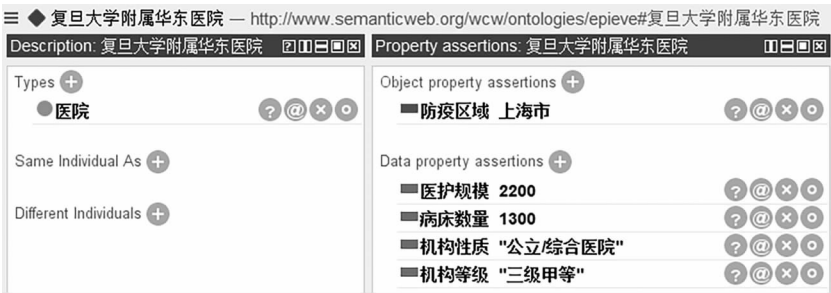 复旦大学附属华东医院 — http://www.semanticweb.org/wcw/ontologies/epieve#复旦大学附属华东医院
Description: 复旦大学附属华东医院
Property assertions: 复旦大学附属华东医院
Types
医院
Same Individual As
Different Individuals
Object property assertions
防疫区域 上海市
Data property assertions
医护规模 2200
病床数量 1300
机构性质 "公立/综合医院"
机构等级 "三级甲等"